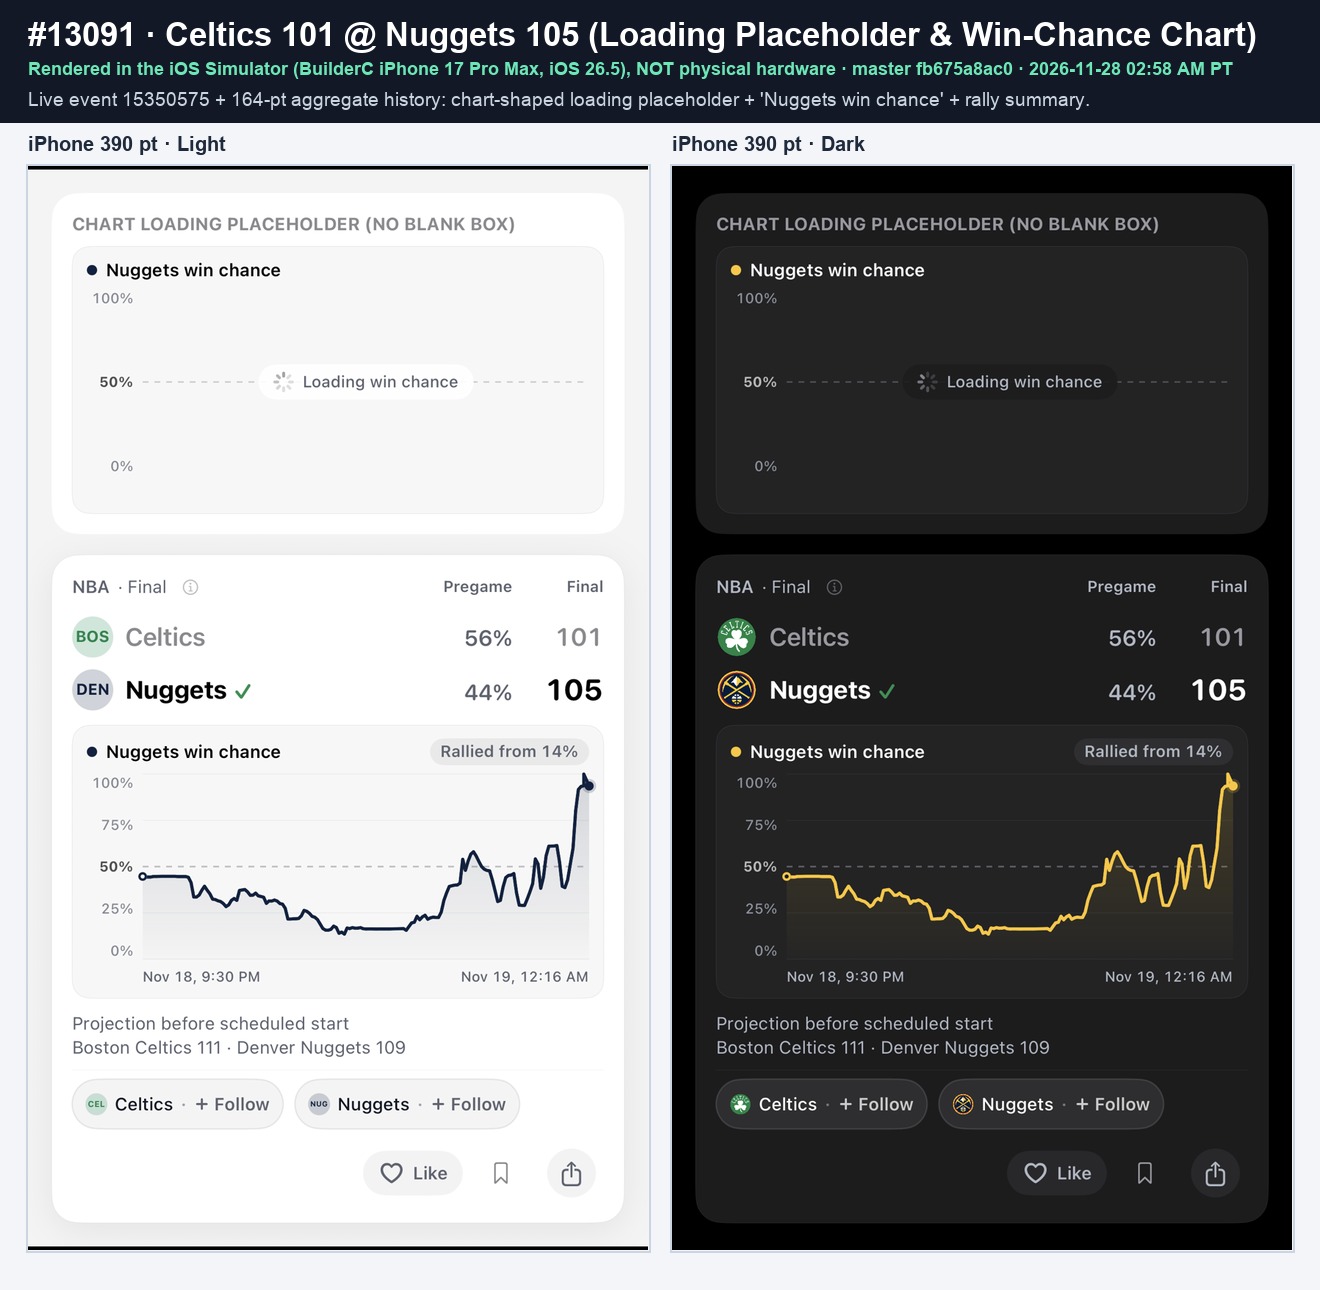 #13091 · Celtics 101 @ Nuggets 105 (Loading Placeholder & Win-Chance Chart)
Rendered in the iOS Simulator (BuilderC iPhone 17 Pro Max, iOS 26.5), NOT physical hardware · master fb675a8ac0 · 2026-11-28 02:58 AM PT
Live event 15350575 + 164-pt aggregate history: chart-shaped loading placeholder + 'Nuggets win chance' + rally summary.
iPhone 390 pt · Light
CHART LOADING PLACEHOLDER (NO BLANK BOX)
Nuggets win chance
100%
50%
Loading win chance
0%
NBA · Final Pregame Final
BOS Celtics 56% 101
DEN Nuggets ✓ 44% 105
Nuggets win chance Rallied from 14%
100%
75%
50%
25%
0%
Nov 18, 9:30 PM Nov 19, 12:16 AM
Projection before scheduled start
Boston Celtics 111 · Denver Nuggets 109
CEL Celtics · + Follow NUG Nuggets · + Follow
Like
iPhone 390 pt · Dark
CHART LOADING PLACEHOLDER (NO BLANK BOX)
Nuggets win chance
100%
50%
Loading win chance
0%
NBA · Final Pregame Final
CELTICS Celtics 56% 101
Nuggets ✓ 44% 105
Nuggets win chance Rallied from 14%
100%
75%
50%
25%
0%
Nov 18, 9:30 PM Nov 19, 12:16 AM
Projection before scheduled start
Boston Celtics 111 · Denver Nuggets 109
Celtics · + Follow Nuggets · + Follow
Like